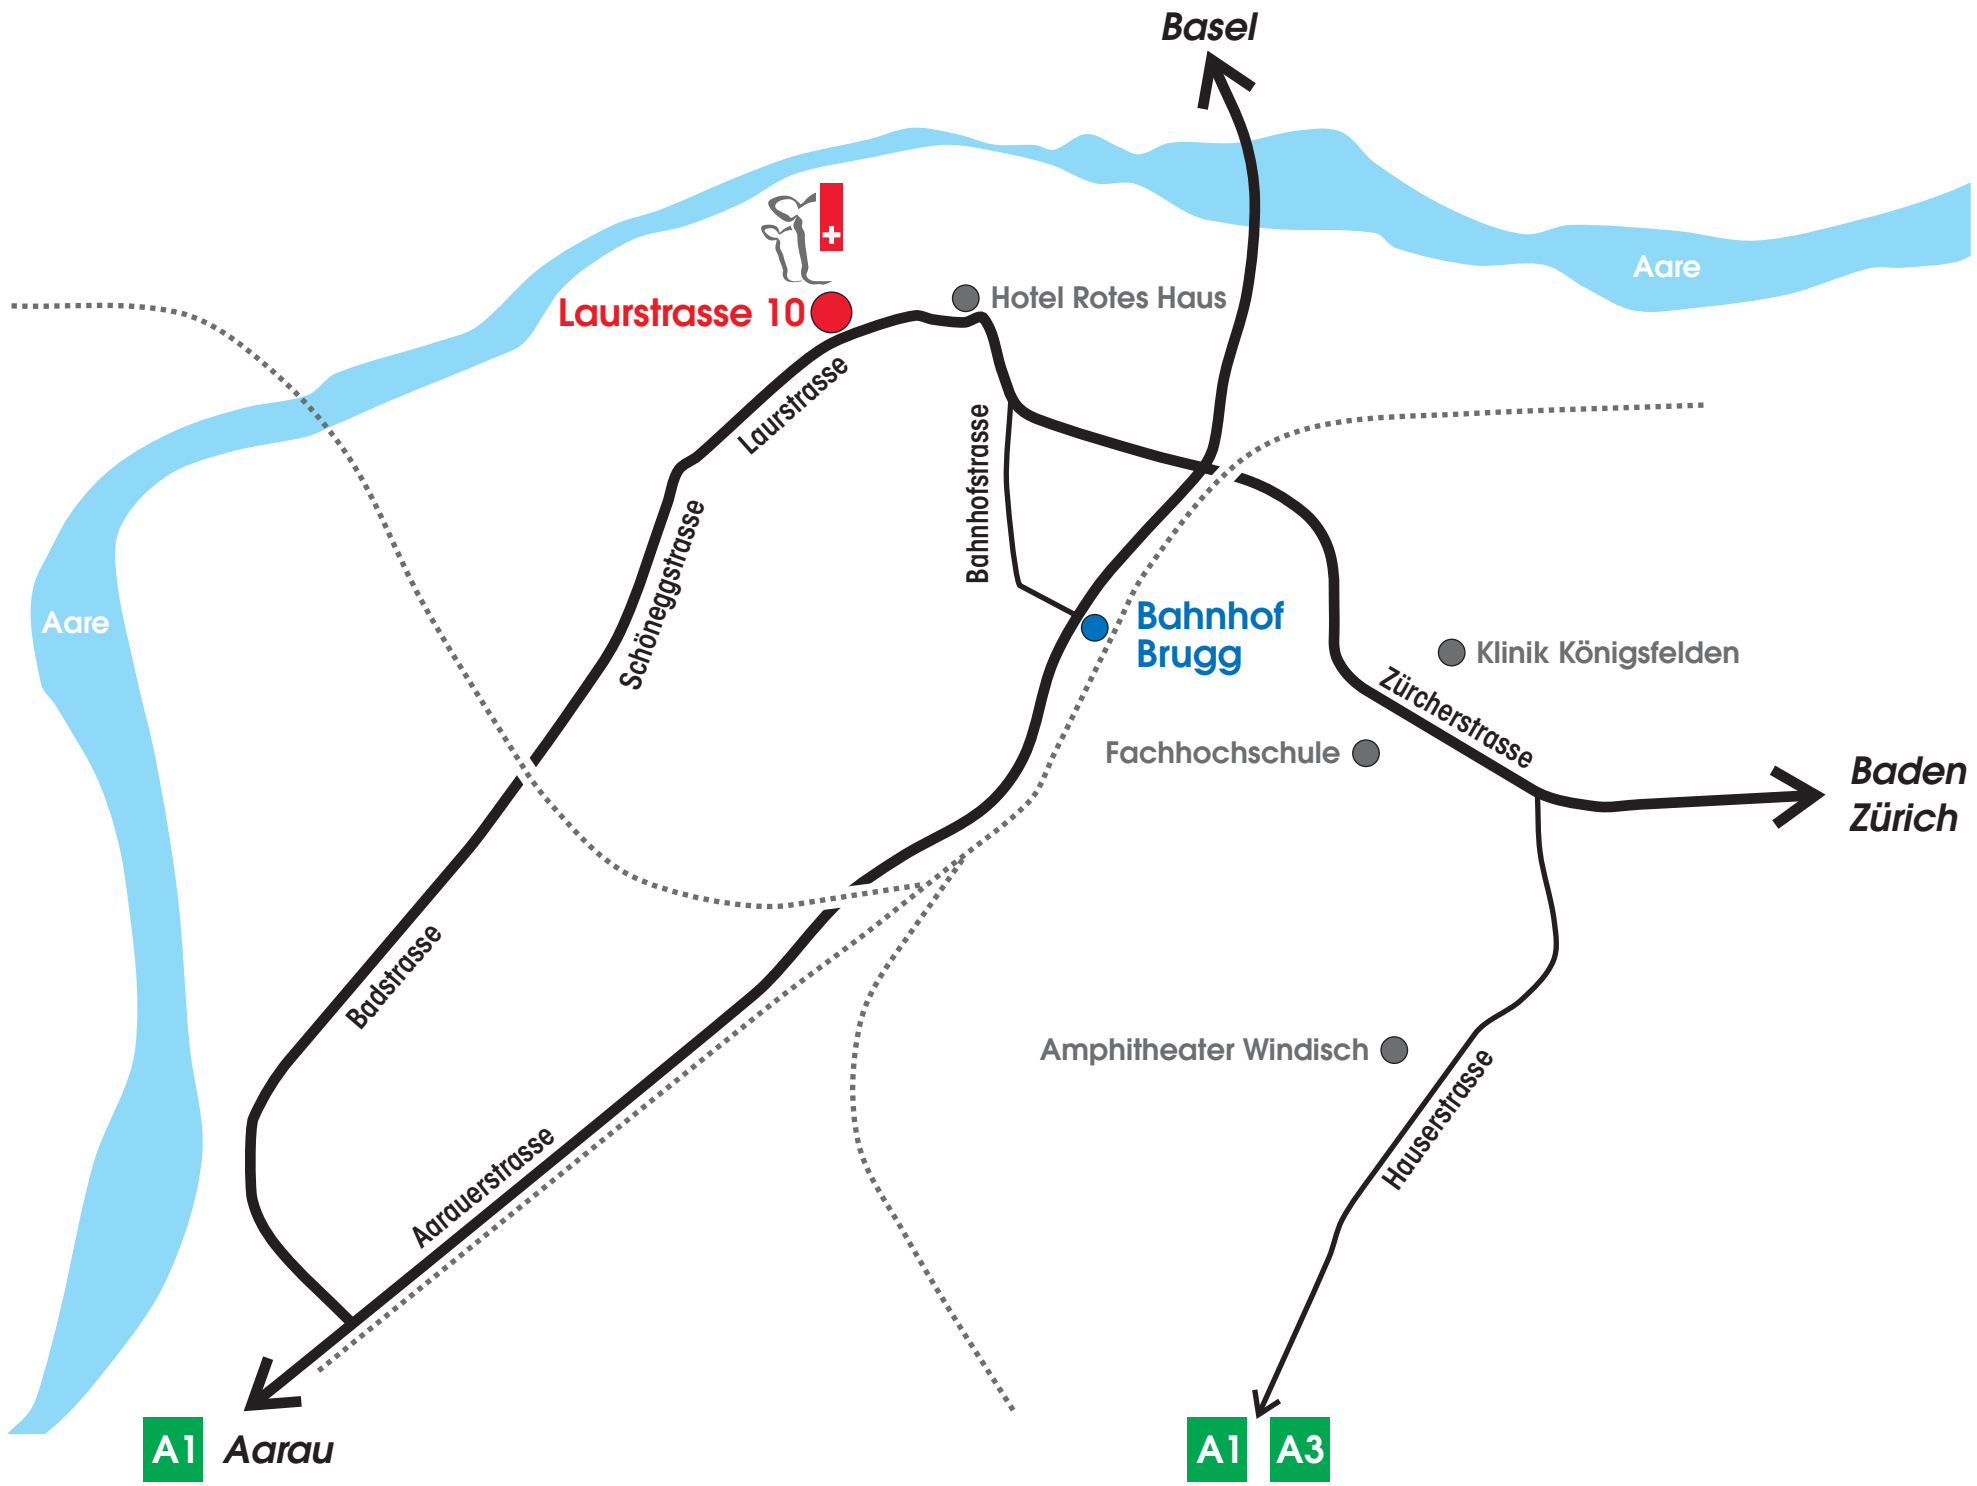 Basel
Aare
Hotel Rotes Haus
Laurstrasse 10
Laurstrasse
Bahnhofstrasse
Schöneggstrasse
Aare
Bahnhof
Brugg
Klinik Königsfelden
Zürcherstrasse
Fachhochschule
Baden
Zürich
Badstrasse
Amphitheater Windisch
Hauserstrasse
Aarauerstrasse
A1 Aarau
A1 A3